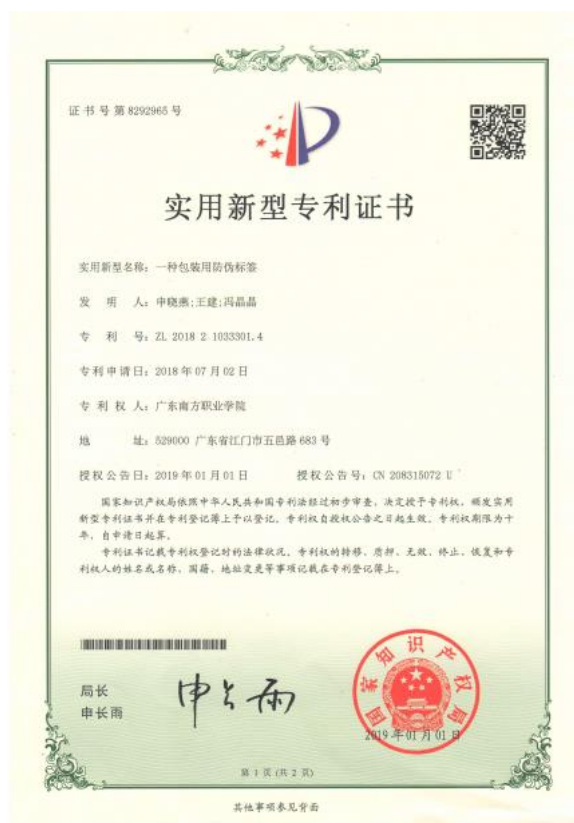 证书号第8292965号
实用新型专利证书
实用新型名称：一种包装用防伪标签
发明人：申晓燕;王建;冯晶晶
专利号：ZL 2018 2 1033301.4
专利申请日：2018年07月02日
专利权人：广东南方职业学院
地址：529000 广东省江门市五邑路683号
授权公告日：2019年01月01日 授权公告号：CN 208315072 U
国家知识产权局依照中华人民共和国专利法经过初步审查，决定授予专利权，颁发实用
新型专利证书并在专利登记簿上予以登记。专利权自授权公告之日起生效。专利权期限为十
年，自申请日起算。
专利证书记载专利权登记时的法律状况。专利权的转移、质押、无效、终止、恢复和专
利权人的姓名或名称、国籍、地址变更等事项记载在专利登记簿上。
局长
申长雨
申长雨
国家知识产权局
2019年01月01日
第 1 页 (共 2 页)
其他事项参见背面